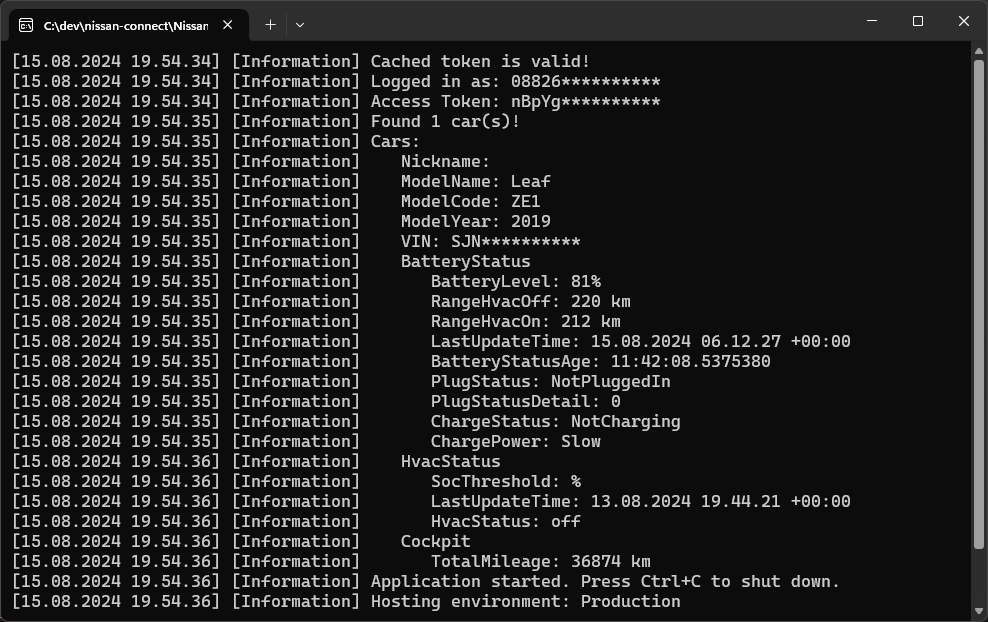 C:\dev\nissan-connect\Nissan
[15.08.2024 19.54.34] [Information] Cached token is valid!
[15.08.2024 19.54.34] [Information] Logged in as: 08826**********
[15.08.2024 19.54.34] [Information] Access Token: nBpYg**********
[15.08.2024 19.54.35] [Information] Found 1 car(s)!
[15.08.2024 19.54.35] [Information] Cars:
[15.08.2024 19.54.35] [Information]    Nickname:
[15.08.2024 19.54.35] [Information]    ModelName: Leaf
[15.08.2024 19.54.35] [Information]    ModelCode: ZE1
[15.08.2024 19.54.35] [Information]    ModelYear: 2019
[15.08.2024 19.54.35] [Information]    VIN: SJN**********
[15.08.2024 19.54.35] [Information]    BatteryStatus
[15.08.2024 19.54.35] [Information]       BatteryLevel: 81%
[15.08.2024 19.54.35] [Information]       RangeHvacOff: 220 km
[15.08.2024 19.54.35] [Information]       RangeHvacOn: 212 km
[15.08.2024 19.54.35] [Information]       LastUpdateTime: 15.08.2024 06.12.27 +00:00
[15.08.2024 19.54.35] [Information]       BatteryStatusAge: 11:42:08.5375380
[15.08.2024 19.54.35] [Information]       PlugStatus: NotPluggedIn
[15.08.2024 19.54.35] [Information]       PlugStatusDetail: 0
[15.08.2024 19.54.35] [Information]       ChargeStatus: NotCharging
[15.08.2024 19.54.35] [Information]       ChargePower: Slow
[15.08.2024 19.54.36] [Information]    HvacStatus
[15.08.2024 19.54.36] [Information]       SocThreshold: %
[15.08.2024 19.54.36] [Information]       LastUpdateTime: 13.08.2024 19.44.21 +00:00
[15.08.2024 19.54.36] [Information]       HvacStatus: off
[15.08.2024 19.54.36] [Information]    Cockpit
[15.08.2024 19.54.36] [Information]       TotalMileage: 36874 km
[15.08.2024 19.54.36] [Information] Application started. Press Ctrl+C to shut down.
[15.08.2024 19.54.36] [Information] Hosting environment: Production